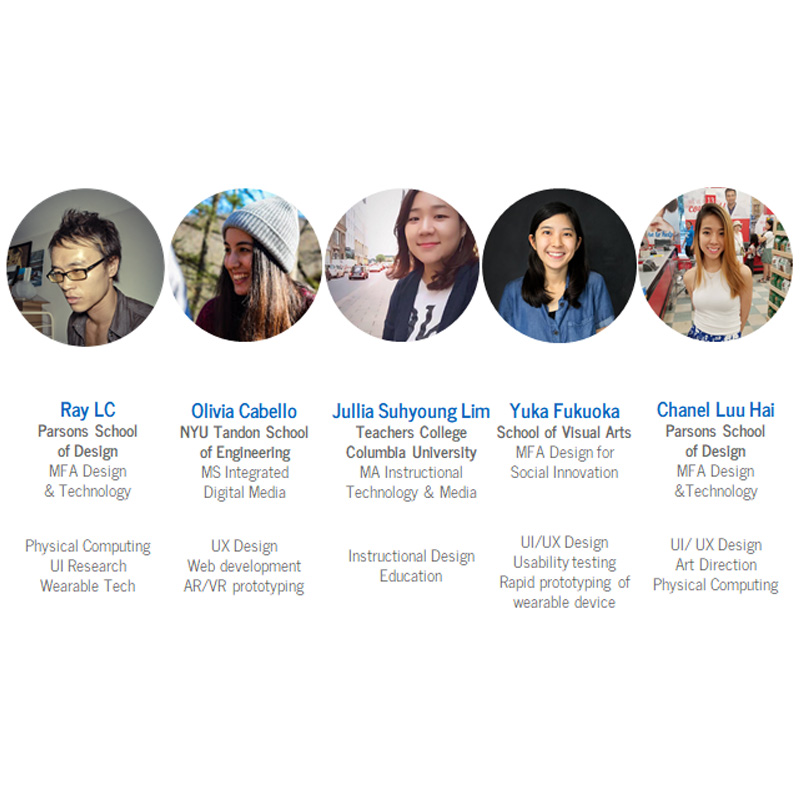 Ray LC
Parsons School
of Design
MFA Design
& Technology
Physical Computing
UI Research
Wearable Tech
Olivia Cabello
NYU Tandon School
of Engineering
MS Integrated
Digital Media
UX Design
Web development
AR/VR prototyping
Jullia Suhyoung Lim
Teachers College
Columbia University
MA Instructional
Technology & Media
Instructional Design
Education
Yuka Fukuoka
School of Visual Arts
MFA Design for
Social Innovation
UI/UX Design
Usability testing
Rapid prototyping of
wearable device
Chanel Luu Hai
Parsons School
of Design
MFA Design
&Technology
UI/ UX Design
Art Direction
Physical Computing